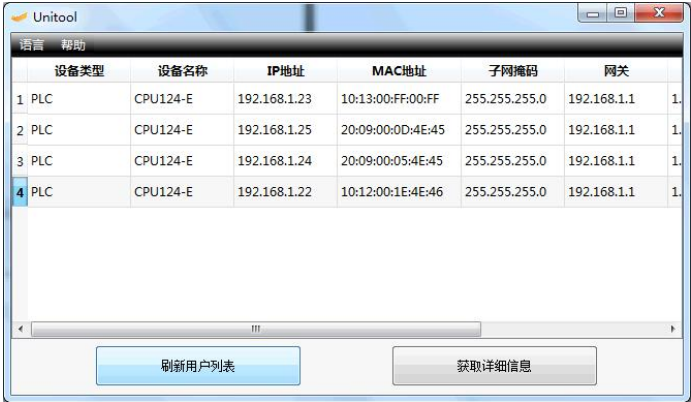 Unitool
语言 帮助
设备类型 设备名称 IP地址 MAC地址 子网掩码 网关
1 PLC CPU124-E 192.168.1.23 10:13:00:FF:00:FF 255.255.255.0 192.168.1.1 1.
2 PLC CPU124-E 192.168.1.25 20:09:00:0D:4E:45 255.255.255.0 192.168.1.1 1.
3 PLC CPU124-E 192.168.1.24 20:09:00:05:4E:45 255.255.255.0 192.168.1.1 1.
4 PLC CPU124-E 192.168.1.22 10:12:00:1E:4E:46 255.255.255.0 192.168.1.1 1.
刷新用户列表 获取详细信息